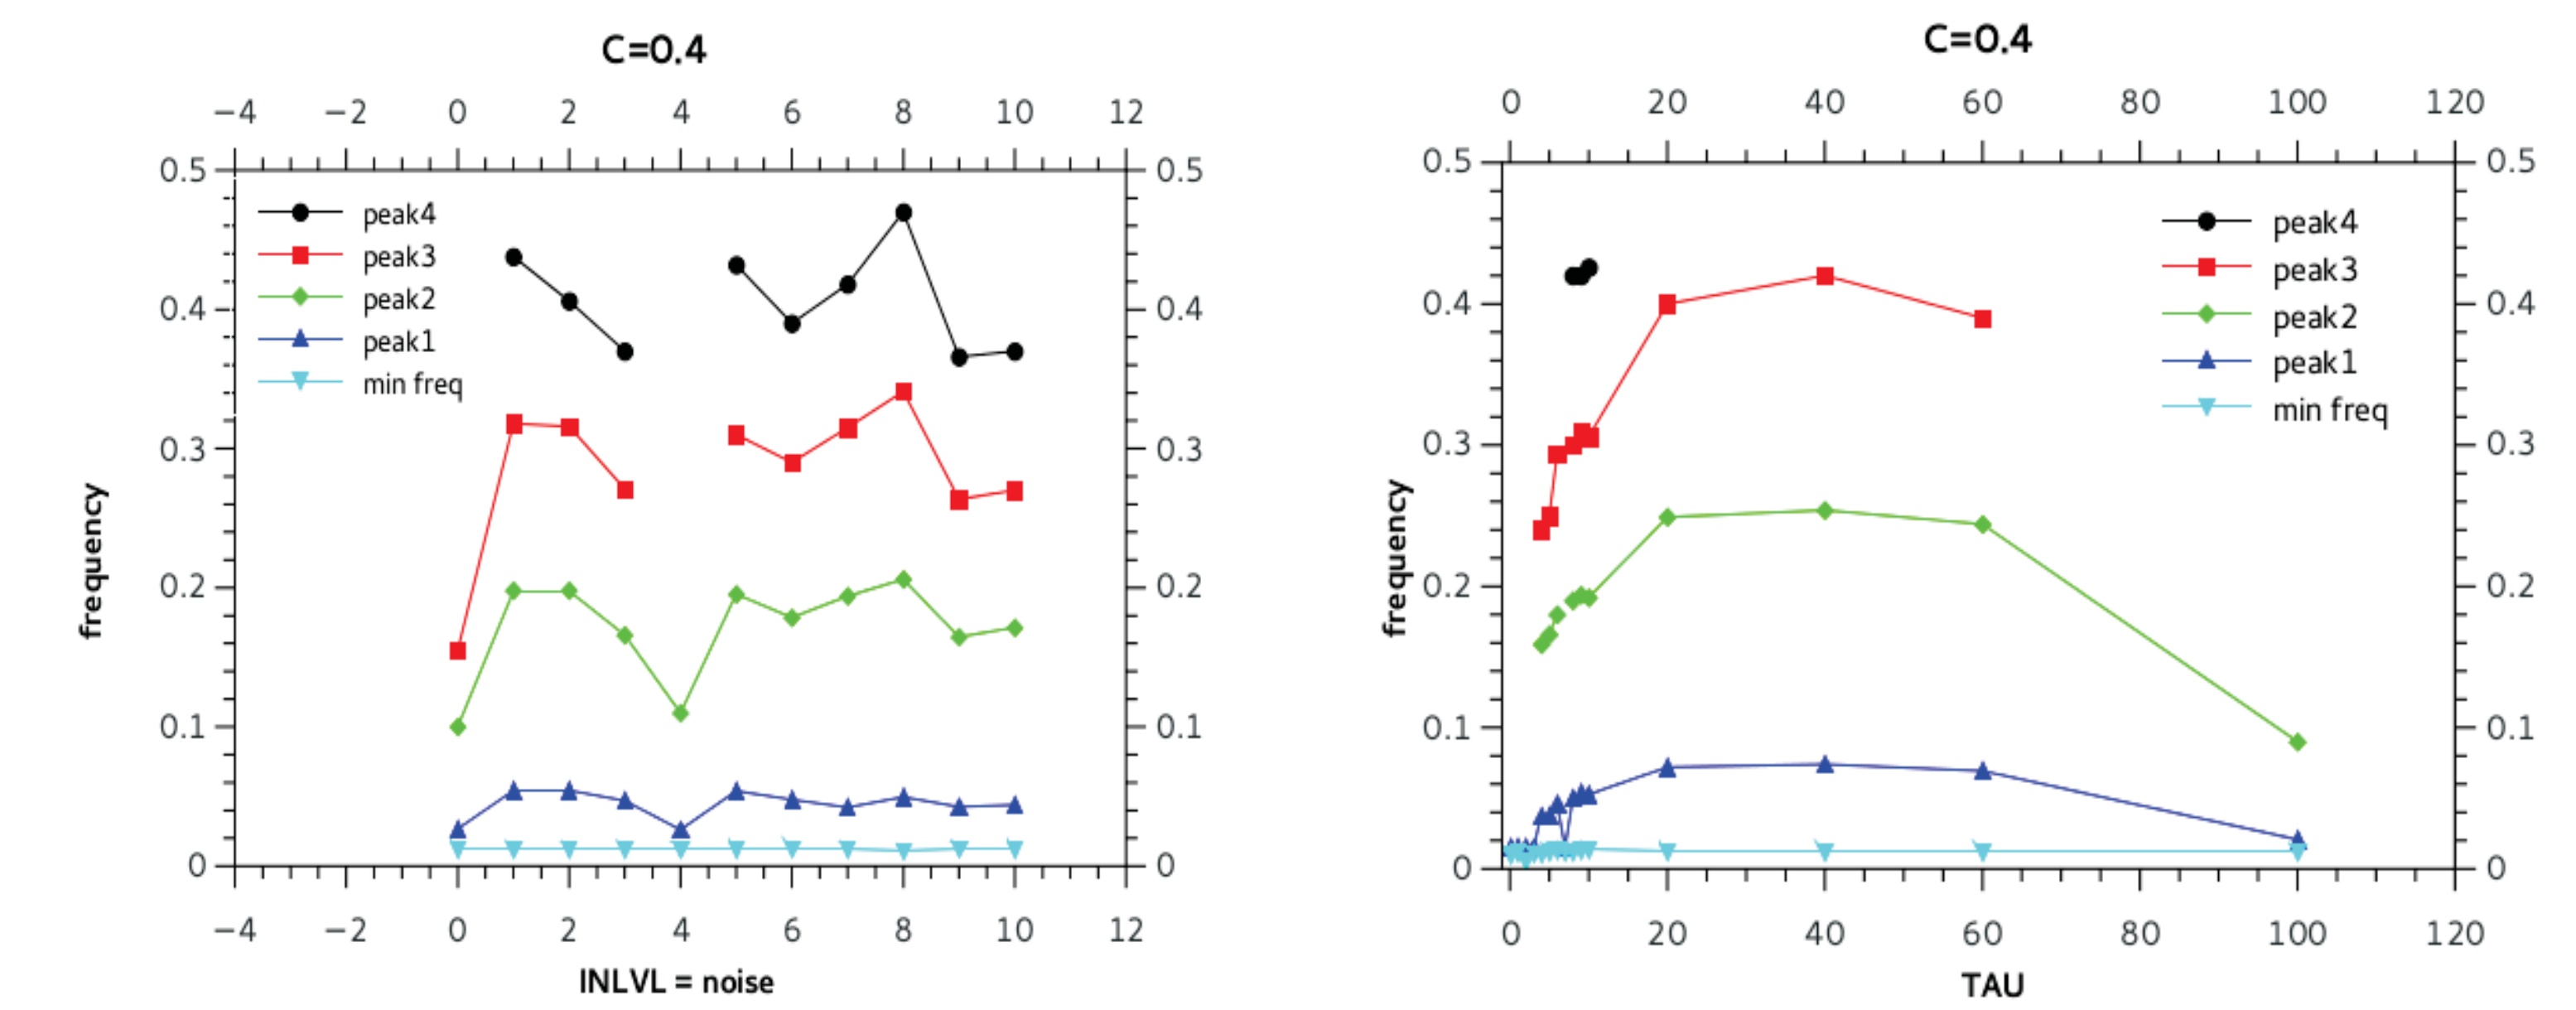 C=0.4
−4 −2 0 2 4 6 8 10 12
0.5 0.5
peak4
peak3
0.4 0.4
peak2
peak1
min freq
0.3 0.3
frequency
0.2 0.2
0.1 0.1
0 0
−4 −2 0 2 4 6 8 10 12
INLVL = noise
C=0.4
0 20 40 60 80 100 120
0.5 0.5
peak4
peak3
0.4 0.4
peak2
peak1
min freq
0.3 0.3
frequency
0.2 0.2
0.1 0.1
0 0
0 20 40 60 80 100 120
TAU